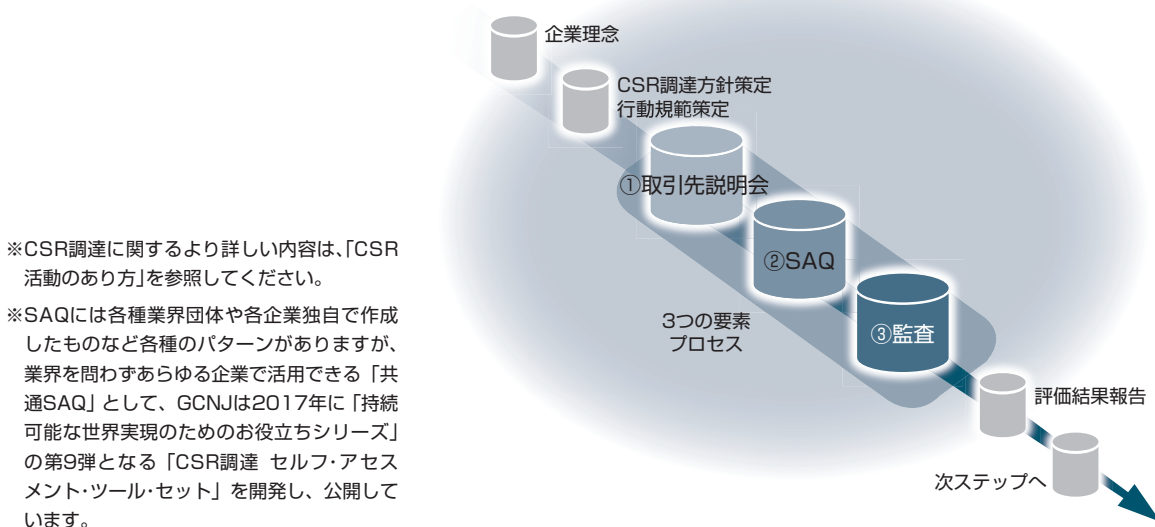 企業理念
CSR調達方針策定
行動規範策定
①取引先説明会
②SAQ
③監査
3つの要素
プロセス
評価結果報告
次ステップへ
※CSR調達に関するより詳しい内容は、「CSR
活動のあり方」を参照してください。
※SAQには各種業界団体や各企業独自で作成
したものなど各種のパターンがありますが、
業界を問わずあらゆる企業で活用できる「共
通SAQ」として、GCNJは2017年に「持続
可能な世界実現のためのお役立ちシリーズ」
の第9弾となる「CSR調達 セルフ・アセス
メント・ツール・セット」を開発し、公開して
います。